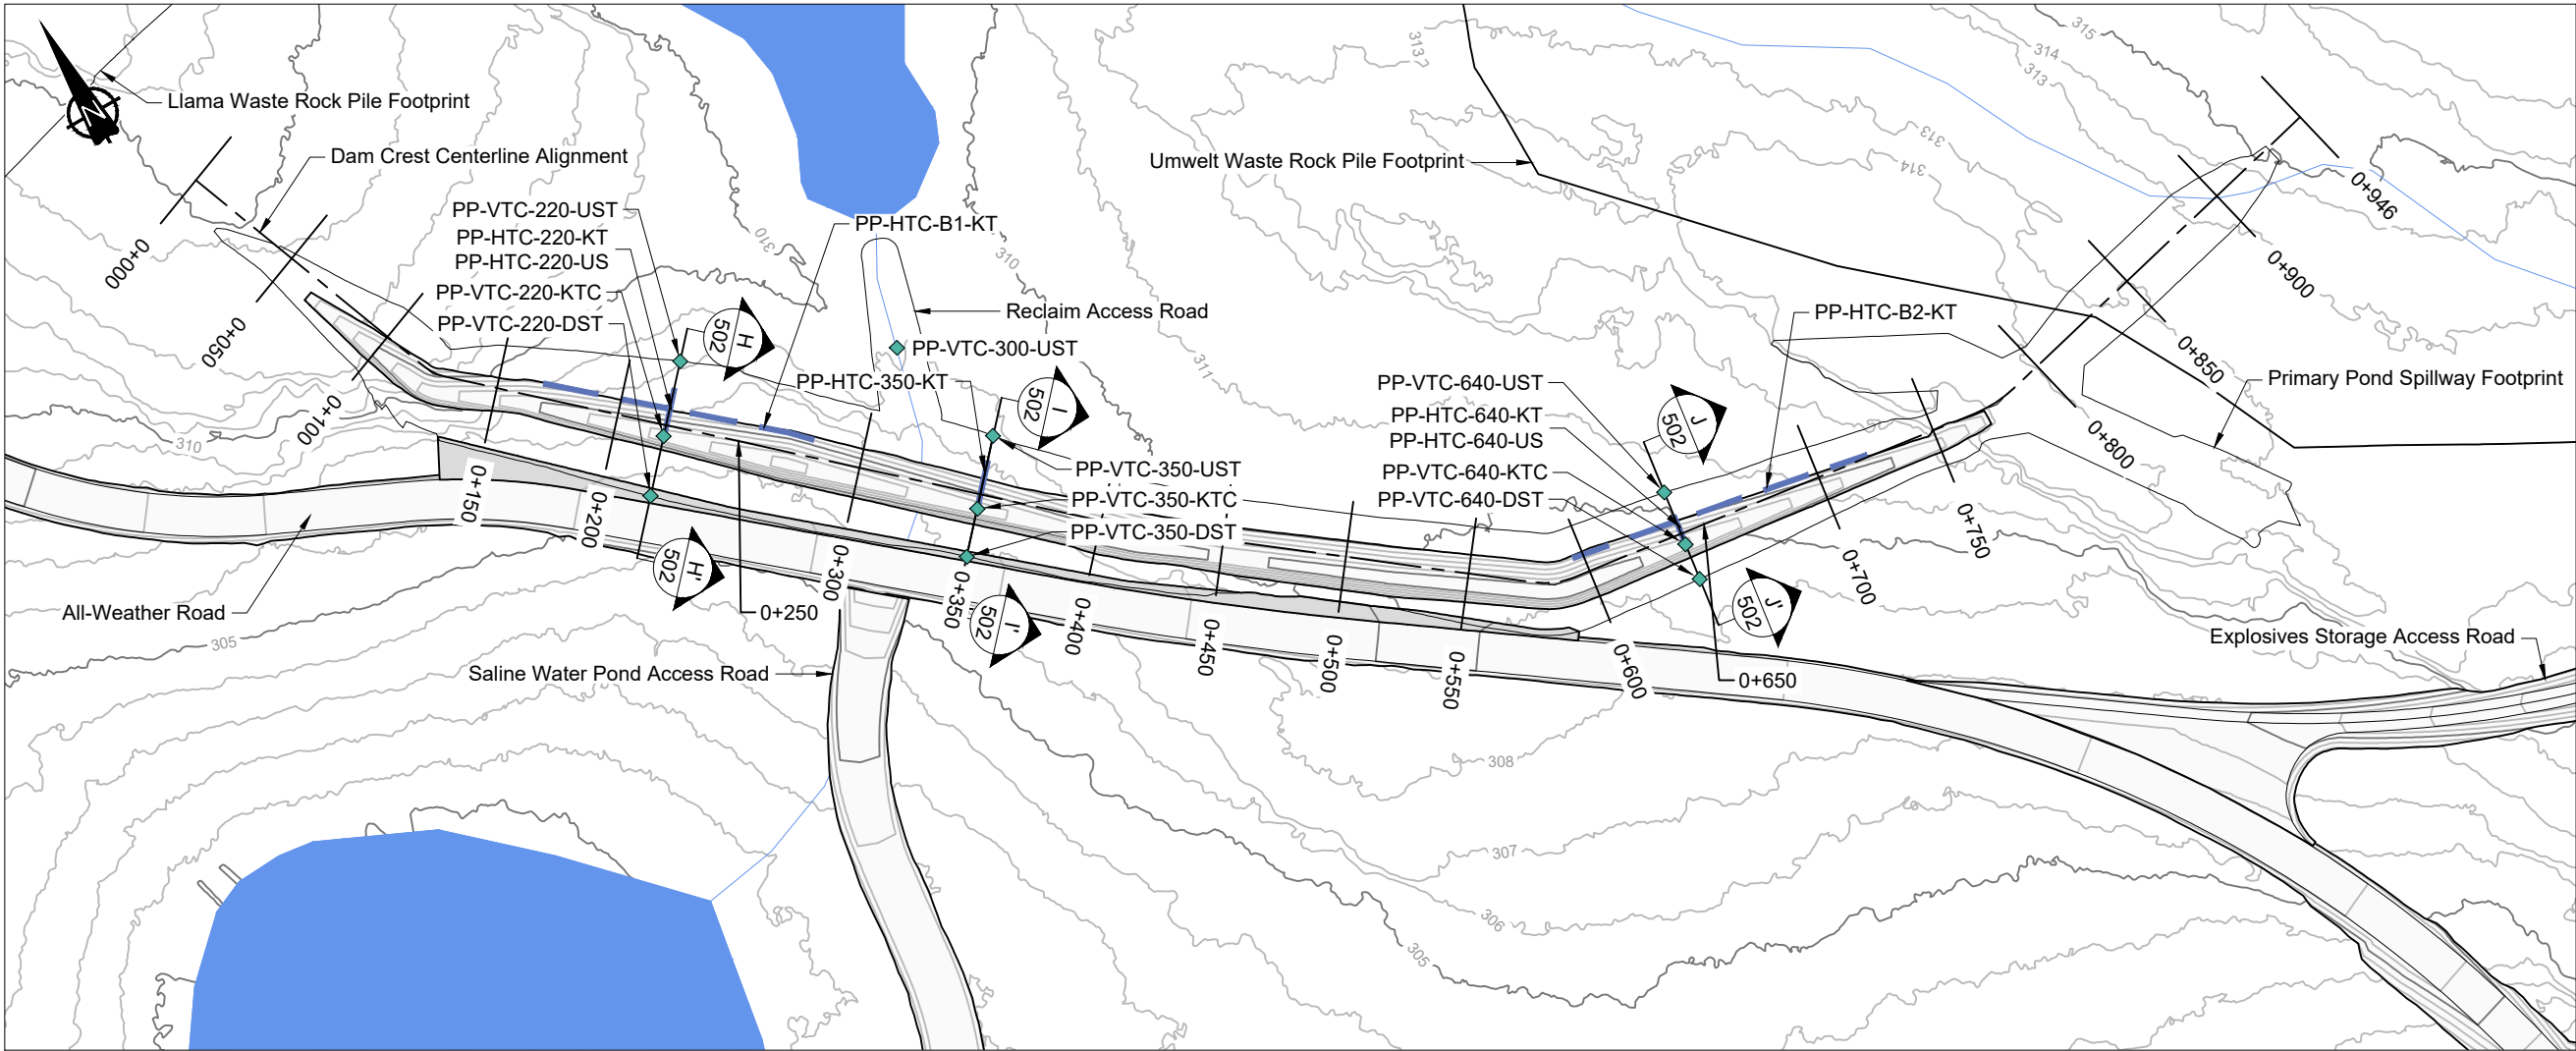 N
Llama Waste Rock Pile Footprint
Dam Crest Centerline Alignment
PP-VTC-220-UST
PP-HTC-220-KT
PP-HTC-220-US
PP-VTC-220-KTC
PP-VTC-220-DST
H
502
PP-HTC-B1-KT
Reclaim Access Road
PP-VTC-300-UST
PP-HTC-350-KT
I
502
PP-VTC-350-UST
PP-VTC-350-KTC
PP-VTC-350-DST
Umwelt Waste Rock Pile Footprint
PP-VTC-640-UST
PP-HTC-640-KT
PP-HTC-640-US
PP-VTC-640-KTC
PP-VTC-640-DST
J
502
PP-HTC-B2-KT
Primary Pond Spillway Footprint
Explosives Storage Access Road
All-Weather Road
Saline Water Pond Access Road
H'
502
I'
502
J'
502
0+000
0+050
0+100
0+150
0+200
0+250
0+300
0+350
0+400
0+450
0+500
0+550
0+600
0+650
0+700
0+750
0+800
0+850
0+900
0+946
310
310
310
305
311
313
313
314
314
313
315
308
307
306
305